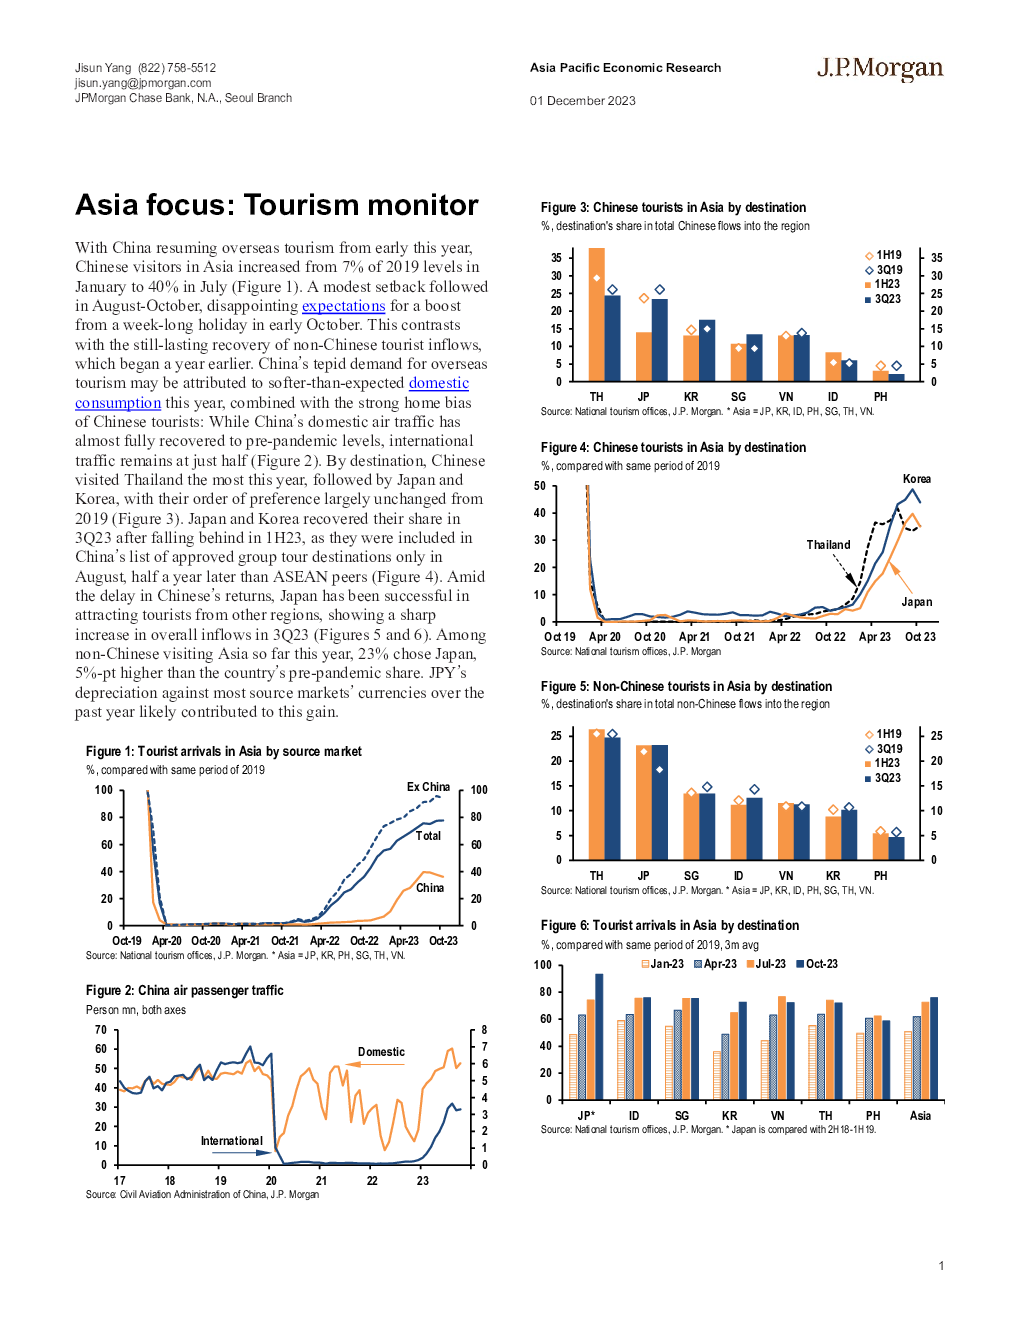 Jisun Yang (822) 758-5512
jisun.yang@jpmorgan.com
JPMorgan Chase Bank, N.A., Seoul Branch
Asia Pacific Economic Research
01 December 2023
J.P.Morgan
Asia focus: Tourism monitor
With China resuming overseas tourism from early this year,
Chinese visitors in Asia increased from 7% of 2019 levels in
January to 40% in July (Figure 1). A modest setback followed
in August-October, disappointing expectations for a boost
from a week-long holiday in early October. This contrasts
with the still-lasting recovery of non-Chinese tourist inflows,
which began a year earlier. China's tepid demand for overseas
tourism may be attributed to softer-than-expected domestic
consumption this year, combined with the strong home bias
of Chinese tourists: While China's domestic air traffic has
almost fully recovered to pre-pandemic levels, international
traffic remains at just half (Figure 2). By destination, Chinese
visited Thailand the most this year, followed by Japan and
Korea, with their order of preference largely unchanged from
2019 (Figure 3). Japan and Korea recovered their share in
3Q23 after falling behind in 1H23, as they were included in
China's list of approved group tour destinations only in
August, half a year later than ASEAN peers (Figure 4). Amid
the delay in Chinese's returns, Japan has been successful in
attracting tourists from other regions, showing a sharp
increase in overall inflows in 3Q23 (Figures 5 and 6). Among
non-Chinese visiting Asia so far this year, 23% chose Japan,
5%-pt higher than the country's pre-pandemic share. JPY's
depreciation against most source markets' currencies over the
past year likely contributed to this gain.
Figure 1: Tourist arrivals in Asia by source market
%, compared with same period of 2019
Ex China
100 100
80 80
Total
60 60
40 40
China
20 20
0 0
Oct-19 Apr-20 Oct-20 Apr-21 Oct-21 Apr-22 Oct-22 Apr-23 Oct-23
Source: National tourism offices, J.P. Morgan. * Asia = JP, KR, PH, SG, TH, VN.
Figure 2: China air passenger traffic
Person mn, both axes
70 8
60 7
Domestic
50 6
40 5
30 4
20 3
International
10 2
0 1
0
17 18 19 20 21 22 23
Source: Civil Aviation Administration of China, J.P. Morgan
Figure 3: Chinese tourists in Asia by destination
%, destination's share in total Chinese flows into the region
1H19
3Q19
1H23
3Q23
35 35
30 30
25 25
20 20
15 15
10 10
5 5
0 0
TH JP KR SG VN ID PH
Source: National tourism offices, J.P. Morgan. * Asia = JP, KR, ID, PH, SG, TH, VN.
Figure 4: Chinese tourists in Asia by destination
%, compared with same period of 2019
Korea
50
40
30
Thailand
20
10
Japan
0
Oct 19 Apr 20 Oct 20 Apr 21 Oct 21 Apr 22 Oct 22 Apr 23 Oct 23
Source: National tourism offices, J.P. Morgan
Figure 5: Non-Chinese tourists in Asia by destination
%, destination's share in total non-Chinese flows into the region
1H19
3Q19
1H23
3Q23
25 25
20 20
15 15
10 10
5 5
0 0
TH JP SG ID VN KR PH
Source: National tourism offices, J.P. Morgan. * Asia = JP, KR, ID, PH, SG, TH, VN.
Figure 6: Tourist arrivals in Asia by destination
%, compared with same period of 2019, 3m avg
Jan-23 Apr-23 Jul-23 Oct-23
100
80
60
40
20
0
JP* ID SG KR VN TH PH Asia
Source: National tourism offices, J.P. Morgan. * Japan is compared with 2H18-1H19.
1